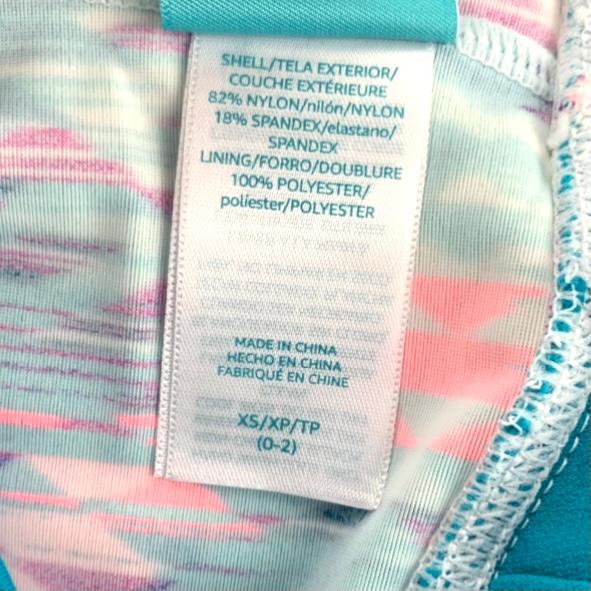 SHELL/TELA EXTERIOR/
COUCHE EXTÉRIEURE
82% NYLON/nilón/NYLON
18% SPANDEX/elastano/
SPANDEX
LINING/FORRO/DOUBLURE
100% POLYESTER/
poliester/POLYESTER
MADE IN CHINA
HECHO EN CHINA
FABRIQUÉ EN CHINE
XS/XP/TP
(0-2)